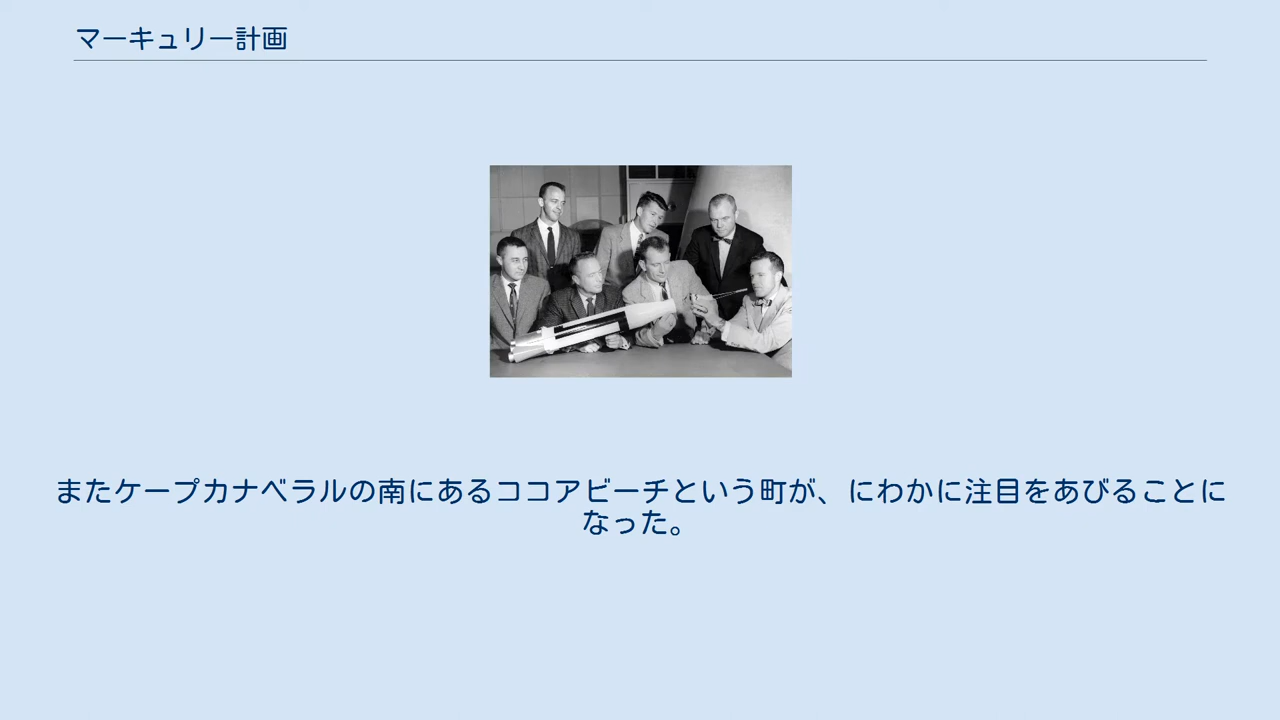 マーキュリー計画
またケープカナベラルの南にあるココアビーチという町が、にわかに注目をあびることに
なった。